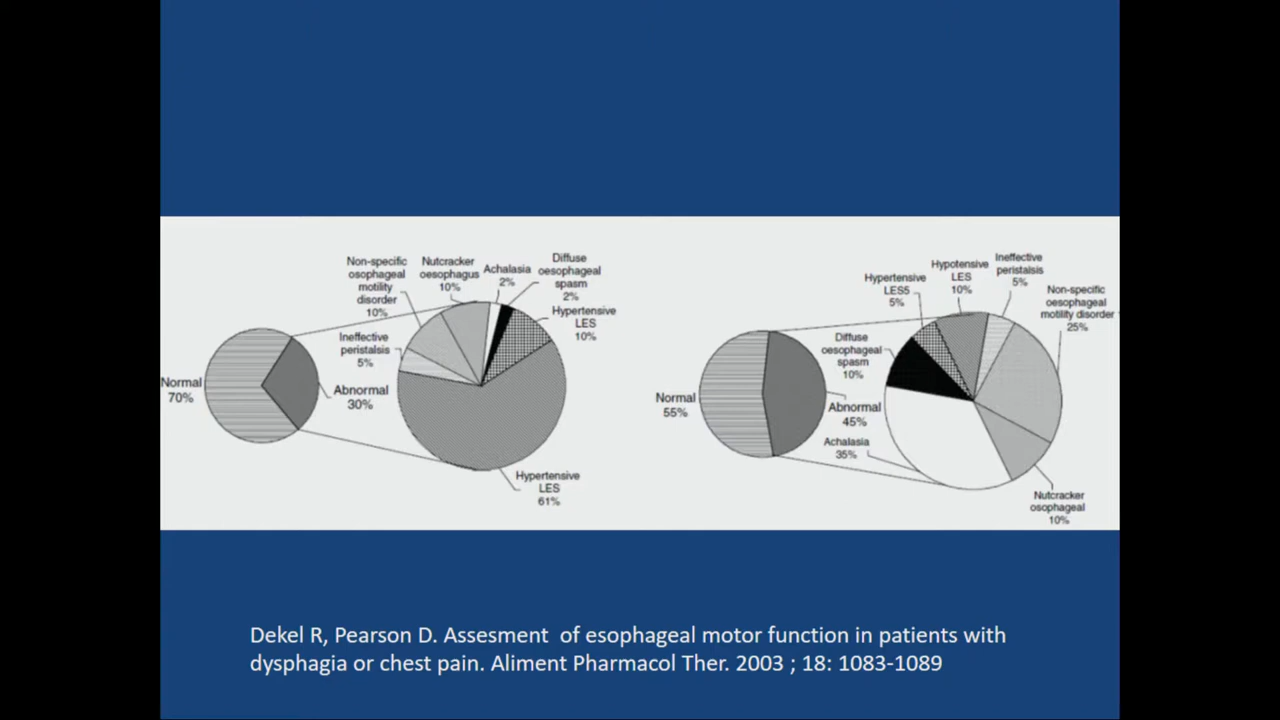 Non-specific
osophageal
motility
disorder
10%
Nutcracker
oesophagus
10%
Achalasia
2%
Diffuse
oesophageal
spasm
2%
Hypertensive
LES
10%
Ineffective
peristalsis
5%
Normal
70%
Abnormal
30%
Hypertensive
LES
61%
Hypertensive
LES5
5%
Hypotensive
LES
10%
Ineffective
peristalsis
5%
Non-specific
oesophageal
motility disorder
25%
Diffuse
oesophageal
spasm
10%
Normal
55%
Abnormal
45%
Achalasia
35%
Nutcracker
osophageal
10%
Dekel R, Pearson D. Assesment of esophageal motor function in patients with
dysphagia or chest pain. Aliment Pharmacol Ther. 2003 ; 18: 1083-1089